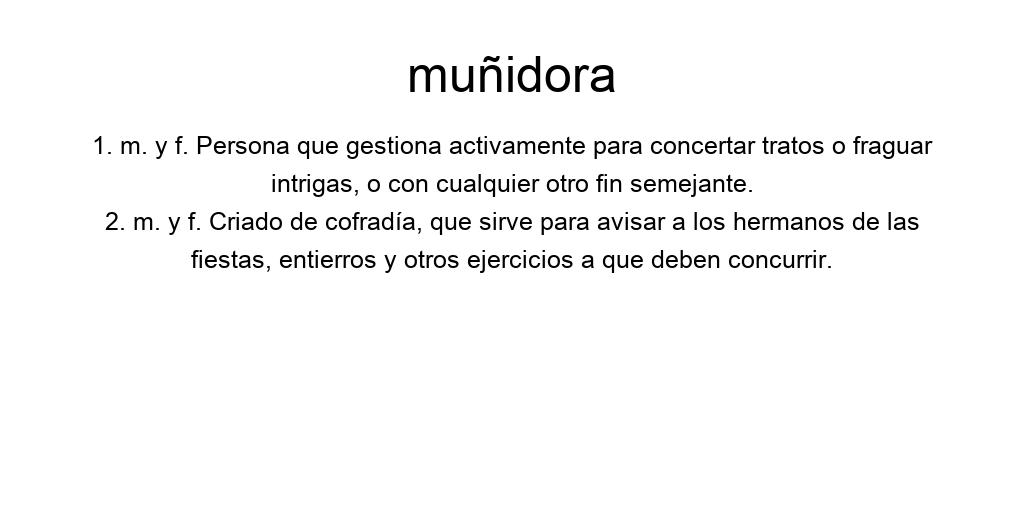 muñidora
1. m. y f. Persona que gestiona activamente para concertar tratos o fraguar
intrigas, o con cualquier otro fin semejante.
2. m. y f. Criado de cofradía, que sirve para avisar a los hermanos de las
fiestas, entierros y otros ejercicios a que deben concurrir.